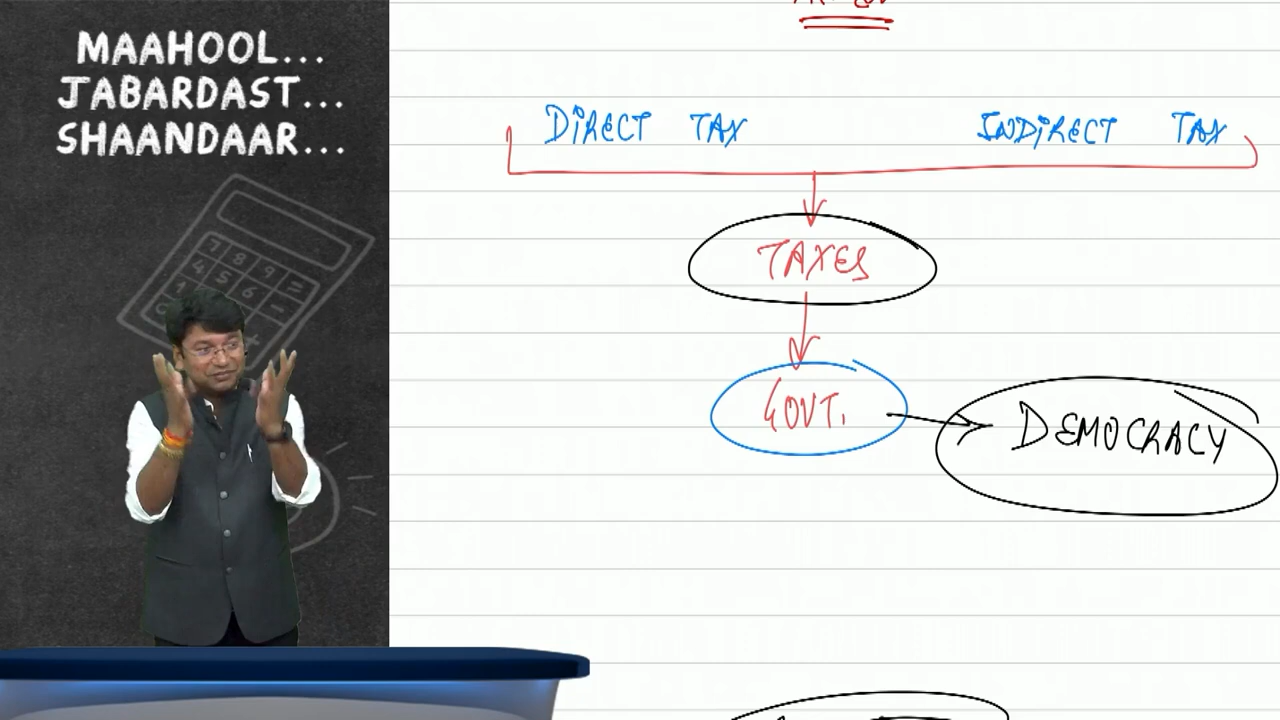 MAAHOOL...
JABARDAST...
SHAANDAAR...
DIRECT TAX
INDIRECT TAX
TAXES
GOVT.
DEMOCRACY